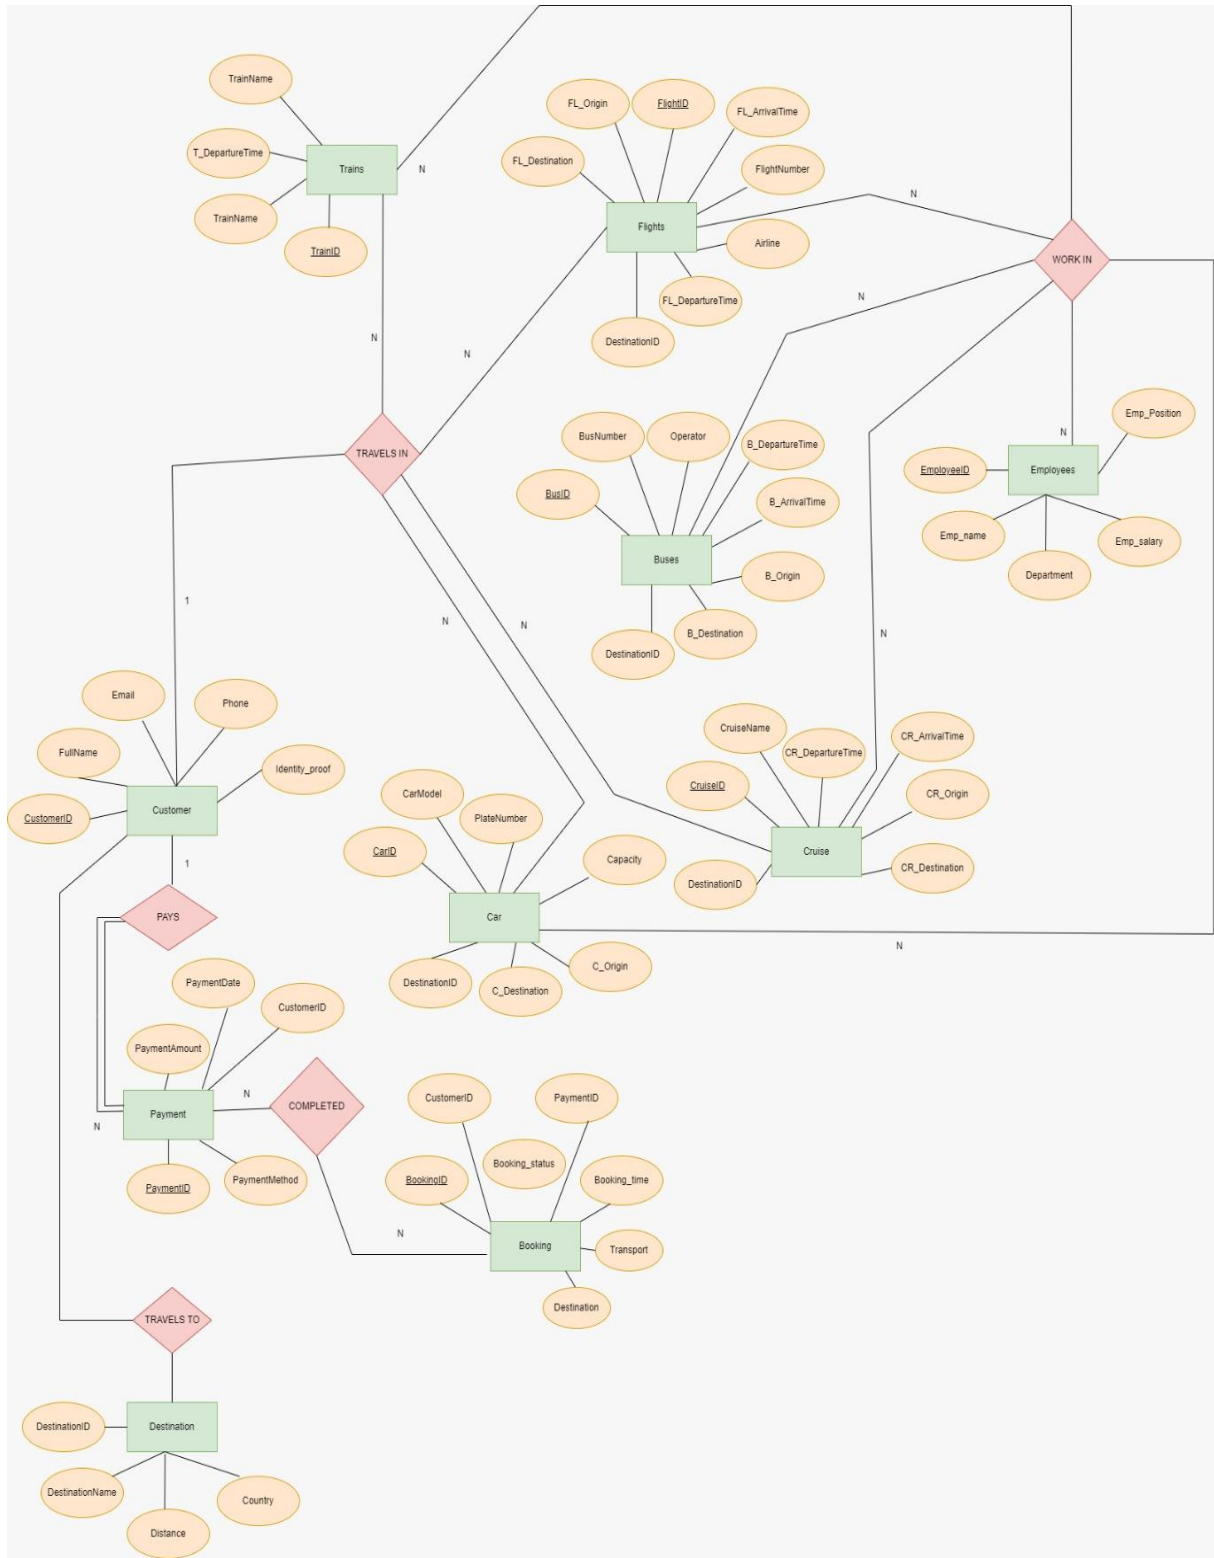 TrainName
T_DepartureTime
TrainName
TrainID
Trains
N
N
FL_Origin
FlightID
FL_ArrivalTime
FL_Destination
FlightNumber
Flights
Airline
FL_DepartureTime
DestinationID
N
N
WORK IN
N
TRAVELS IN
N
Emp_Position
Employees
EmployeeID
Emp_name
Emp_salary
Department
BusNumber
Operator
B_DepartureTime
BusID
B_ArrivalTime
Buses
B_Origin
B_Destination
DestinationID
1
N
N
N
Email
Phone
FullName
Identity_proof
CustomerID
Customer
1
CruiseName
CR_DepartureTime
CR_ArrivalTime
CruiseID
CR_Origin
Cruise
CR_Destination
DestinationID
CarModel
PlateNumber
CarID
Capacity
Car
C_Origin
DestinationID
C_Destination
N
PAYS
PaymentDate
CustomerID
PaymentAmount
Payment
N
N
PaymentID
PaymentMethod
COMPLETED
N
CustomerID
PaymentID
Booking_status
BookingID
Booking_time
Booking
Transport
Destination
TRAVELS TO
DestinationID
Destination
DestinationName
Country
Distance